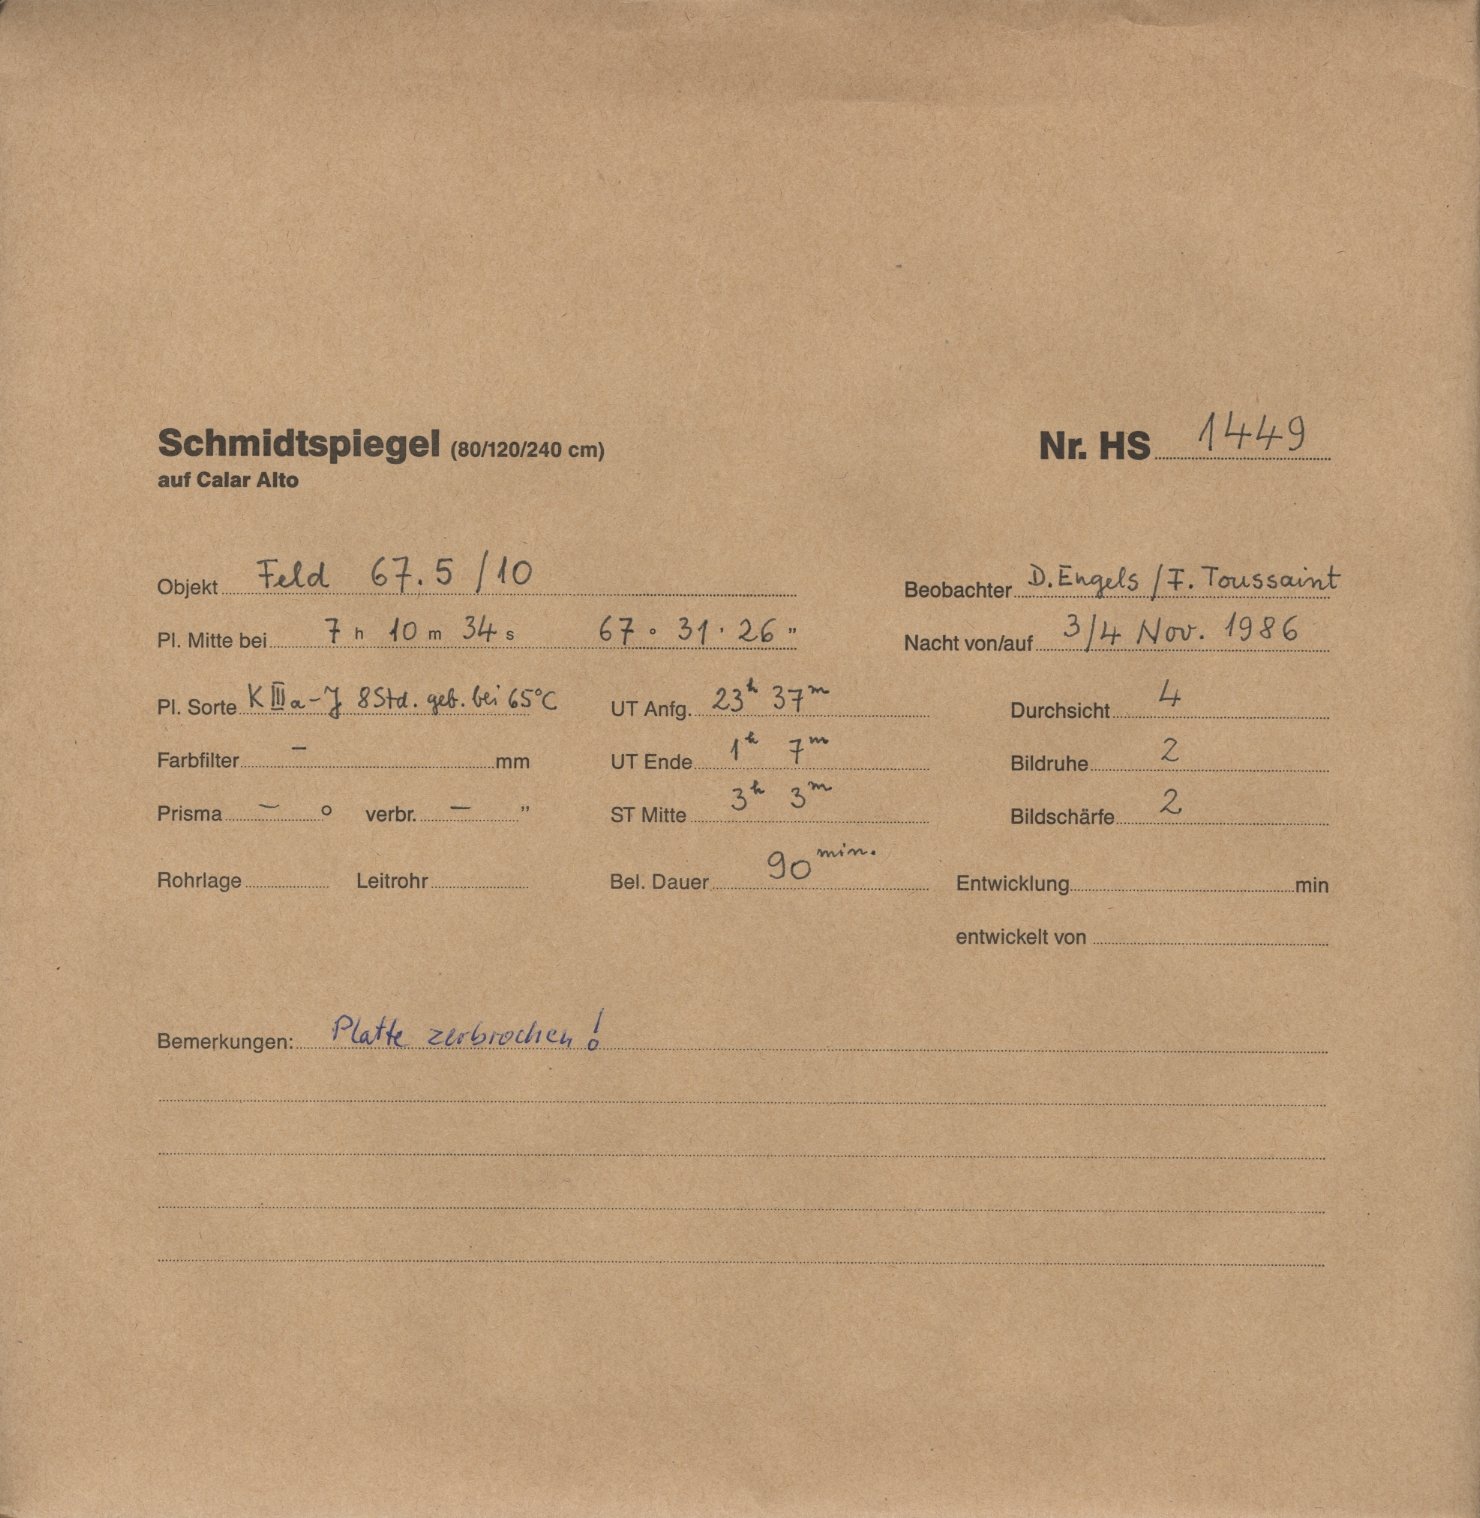 Schmidtspiegel (80/120/240 cm)
auf Calar Alto
Nr. HS 1449
Objekt Feld 67.5 / 10
Beobachter D. Engels / F. Toussaint
Pl. Mitte bei 7 h 10 m 34 s 67 ° 31 ' 26 "
Nacht von/auf 3/4 Nov. 1986
Pl. Sorte K III a-J 8 Std. geb. bei 65°C
UT Anfg. 23h 37m
Durchsicht 4
Farbfilter – mm
UT Ende 1h 7m
Bildruhe 2
Prisma – ° verbr. – "
ST Mitte 3h 3m
Bildschärfe 2
Rohrlage Leitrohr
Bel. Dauer 90 min.
Entwicklung min
entwickelt von
Bemerkungen: Platte zerbrochen!